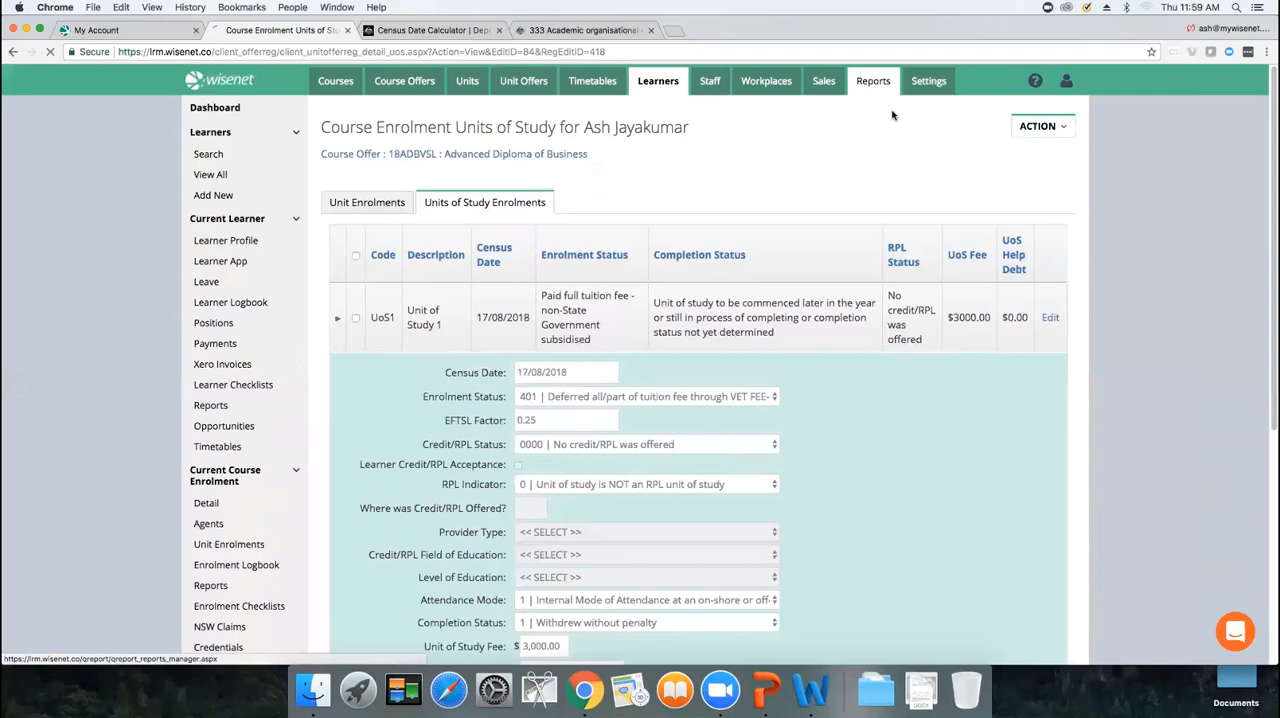 Chrome File Edit View History Bookmarks People Window Help Thu 11:59 AM
My Account Course Enrolment Units of Study Census Date Calculator | Dep 333 Academic organisational ash@mywisenet....
Secure https://lrm.wisenet.co/client_offerreg/client_unitofferreg_detail_uos.aspx?Action=View&EditID=84&RegEditID=418
wisenet Courses Course Offers Units Unit Offers Timetables Learners Staff Workplaces Sales Reports Settings
Dashboard
Learners
Search
View All
Add New
Current Learner
Learner Profile
Learner App
Leave
Learner Logbook
Positions
Payments
Xero Invoices
Learner Checklists
Reports
Opportunities
Timetables
Current Course
Enrolment
Detail
Agents
Unit Enrolments
Enrolment Logbook
Reports
Enrolment Checklists
NSW Claims
Credentials
Course Enrolment Units of Study for Ash Jayakumar
ACTION
Course Offer : 18ADBVSL : Advanced Diploma of Business
Unit Enrolments Units of Study Enrolments
Code Description Census Date Enrolment Status Completion Status RPL Status UoS Fee UoS Help Debt Edit
UoS1 Unit of Study 1 17/08/2018 Paid full tuition fee - non-State Government subsidised Unit of study to be commenced later in the year or still in process of completing or completion status not yet determined No credit/RPL was offered $3000.00 $0.00 Edit
Census Date: 17/08/2018
Enrolment Status: 401 | Deferred all/part of tuition fee through VET FEE-
EFTSL Factor: 0.25
Credit/RPL Status: 0000 | No credit/RPL was offered
Learner Credit/RPL Acceptance:
RPL Indicator: 0 | Unit of study is NOT an RPL unit of study
Where was Credit/RPL Offered?
Provider Type: << SELECT >>
Credit/RPL Field of Education: << SELECT >>
Level of Education: << SELECT >>
Attendance Mode: 1 | Internal Mode of Attendance at an on-shore or off-
Completion Status: 1 | Withdrew without penalty
Unit of Study Fee: $ 3,000.00
https://lrm.wisenet.co/qreport/qreport_reports_manager.aspx
DOCX
Documents